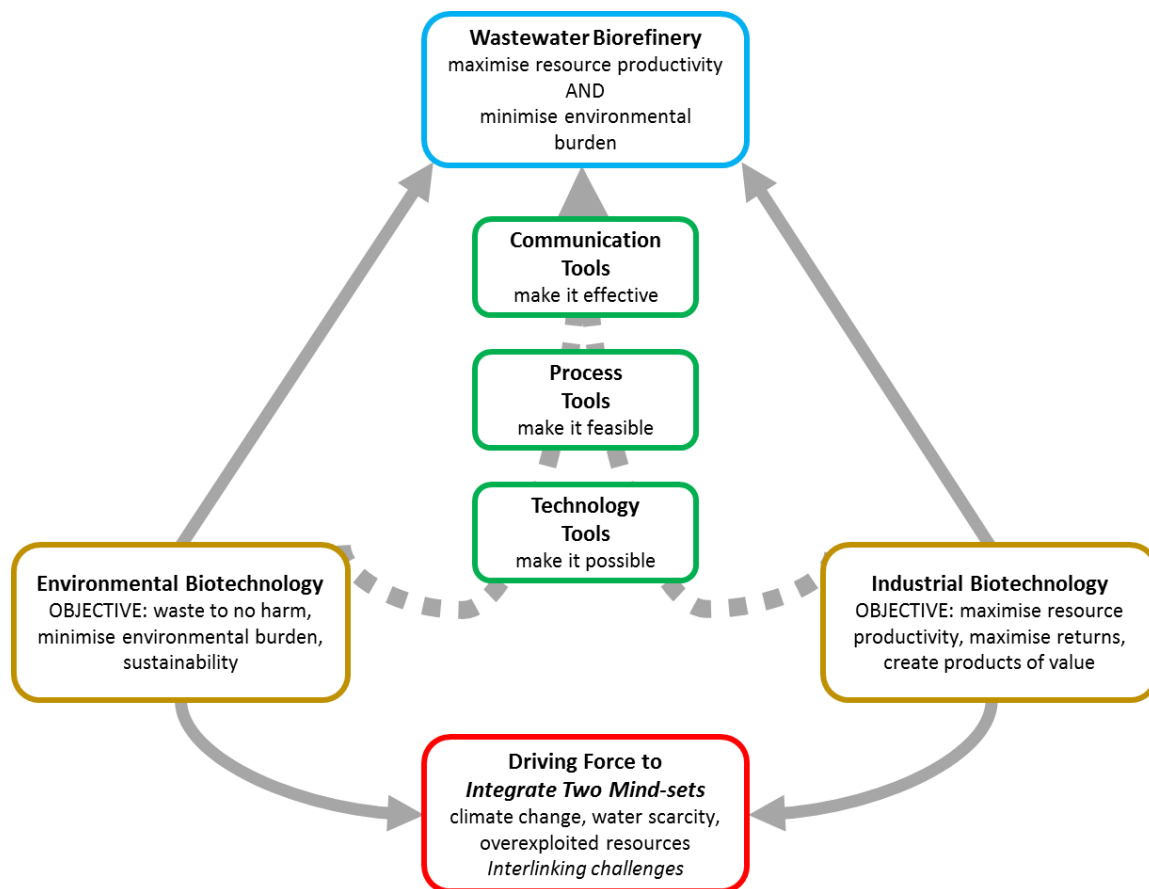 Wastewater Biorefinery
maximise resource productivity
AND
minimise environmental
burden
Communication
Tools
make it effective
Process
Tools
make it feasible
Technology
Tools
make it possible
Environmental Biotechnology
OBJECTIVE: waste to no harm,
minimise environmental burden,
sustainability
Industrial Biotechnology
OBJECTIVE: maximise resource
productivity, maximise returns,
create products of value
Driving Force to
Integrate Two Mind-sets
climate change, water scarcity,
overexploited resources
Interlinking challenges